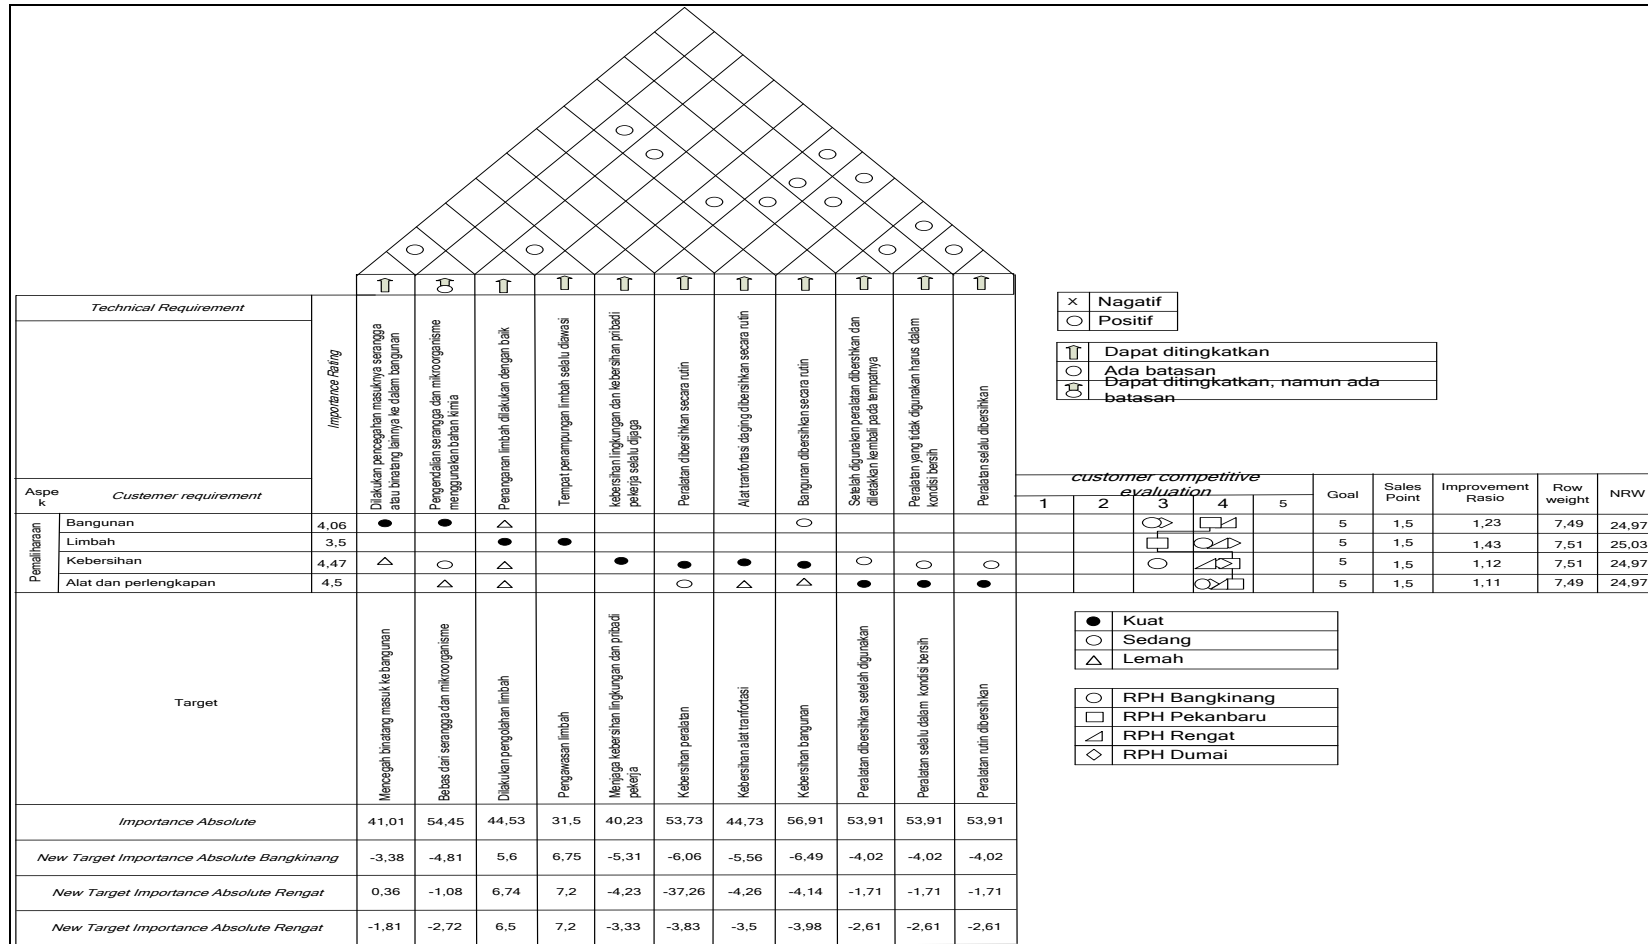 Technical Requirement
Importance Rating
Dilakukan pencegahan masuknya serangga
atau binatang lainnya ke dalam bangunan
Pengendalian serangga dan mikroorganisme
menggunakan bahan kimia
Penanganan limbah dilakukan dengan baik
Tempat penampungan limbah selalu diawasi
kebersihan lingkungan dan kebersihan pribadi
pekerja selalu dijaga
Peralatan dibersihkan secara rutin
Alat tranfortasi daging dibersihkan secara rutin
Bangunan dibersihkan secara rutin
Setelah digunakan peralatan dibershkan dan
diletakkan kembali pada tempatnya
Peralatan yang tidak digunakan harus dalam
kondisi bersih
Peralatan selalu dibersihkan
x Nagatif
Positif
Dapat ditingkatkan
Ada batasan
Dapat ditingkatkan, namun ada
batasan
Aspe
k
Custemer requirement
customer competitive
evaluation
1 2 3 4 5
Goal
Sales
Point
Improvement
Rasio
Row
weight
NRW
Pemaliharaan
Bangunan 4,06 5 1,5 1,23 7,49 24,97
Limbah 3,5 5 1,5 1,43 7,51 25,03
Kebersihan 4,47 5 1,5 1,12 7,51 24,97
Alat dan perlengkapan 4,5 5 1,5 1,11 7,49 24,97
Target
Mencegah binatang masuk ke bangunan
Bebas dari serangga dan mikroorganisme
Dilakukan pengolahan limbah
Pengawasan limbah
Menjaga kebersihan lingkungan dan pribadi
pekerja
Kebersihan peralatan
Kebersihan alat tranfortasi
Kebersihan bangunan
Peralatan dibersihkan setelah digunakan
Peralatan selalu dalam kondisi bersih
Peralatan rutin dibersihkan
Kuat
Sedang
Lemah
RPH Bangkinang
RPH Pekanbaru
RPH Rengat
RPH Dumai
Importance Absolute 41,01 54,45 44,53 31,5 40,23 53,73 44,73 56,91 53,91 53,91 53,91
New Target Importance Absolute Bangkinang -3,38 -4,81 5,6 6,75 -5,31 -6,06 -5,56 -6,49 -4,02 -4,02 -4,02
New Target Importance Absolute Rengat 0,36 -1,08 6,74 7,2 -4,23 -37,26 -4,26 -4,14 -1,71 -1,71 -1,71
New Target Importance Absolute Rengat -1,81 -2,72 6,5 7,2 -3,33 -3,83 -3,5 -3,98 -2,61 -2,61 -2,61